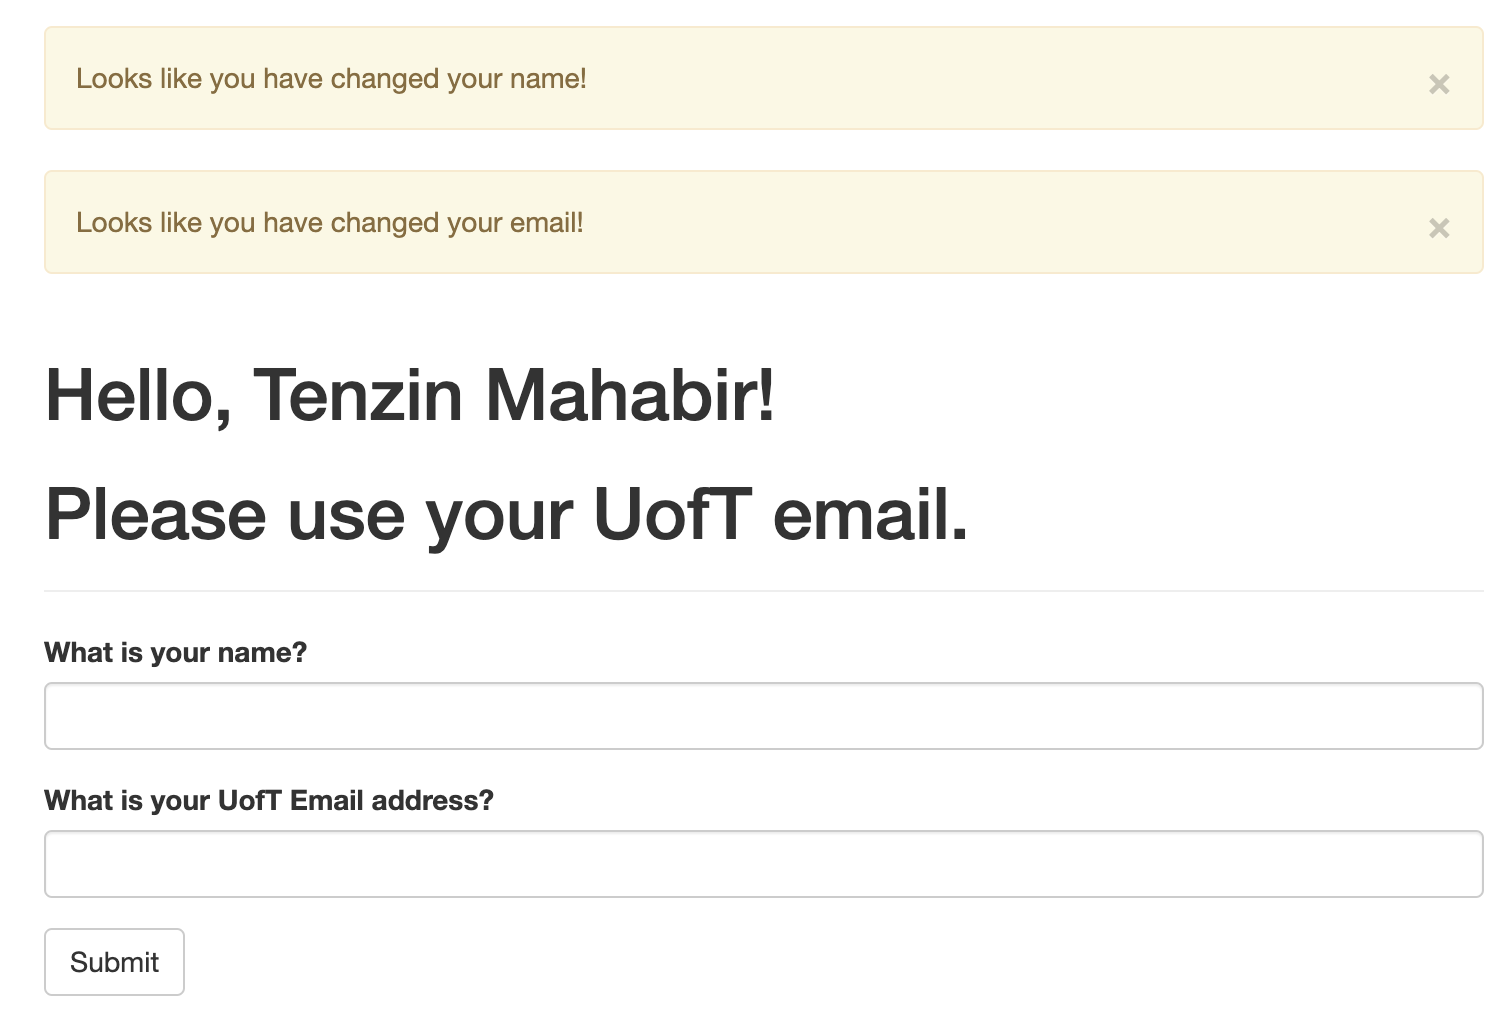 Looks like you have changed your name!
×
Looks like you have changed your email!
×
Hello, Tenzin Mahabir!
Please use your UofT email.
What is your name?
What is your UofT Email address?
Submit